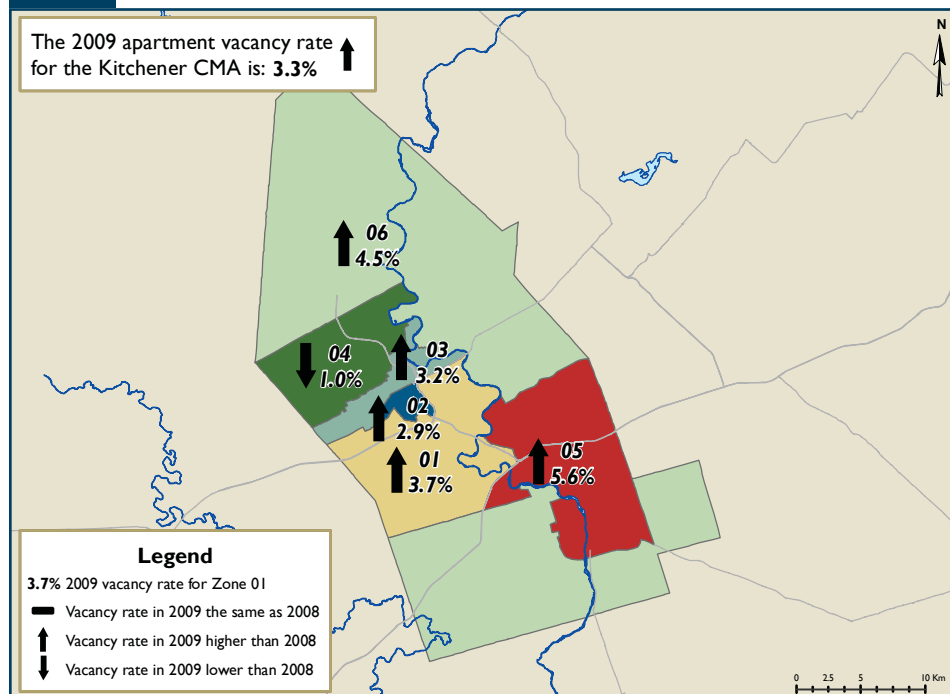 The 2009 apartment vacancy rate
for the Kitchener CMA is: 3.3%
N
06
4.5%
04
1.0%
03
3.2%
02
2.9%
01
3.7%
05
5.6%
Legend
3.7% 2009 vacancy rate for Zone 01
Vacancy rate in 2009 the same as 2008
Vacancy rate in 2009 higher than 2008
Vacancy rate in 2009 lower than 2008
0 2.5 5 10 Km